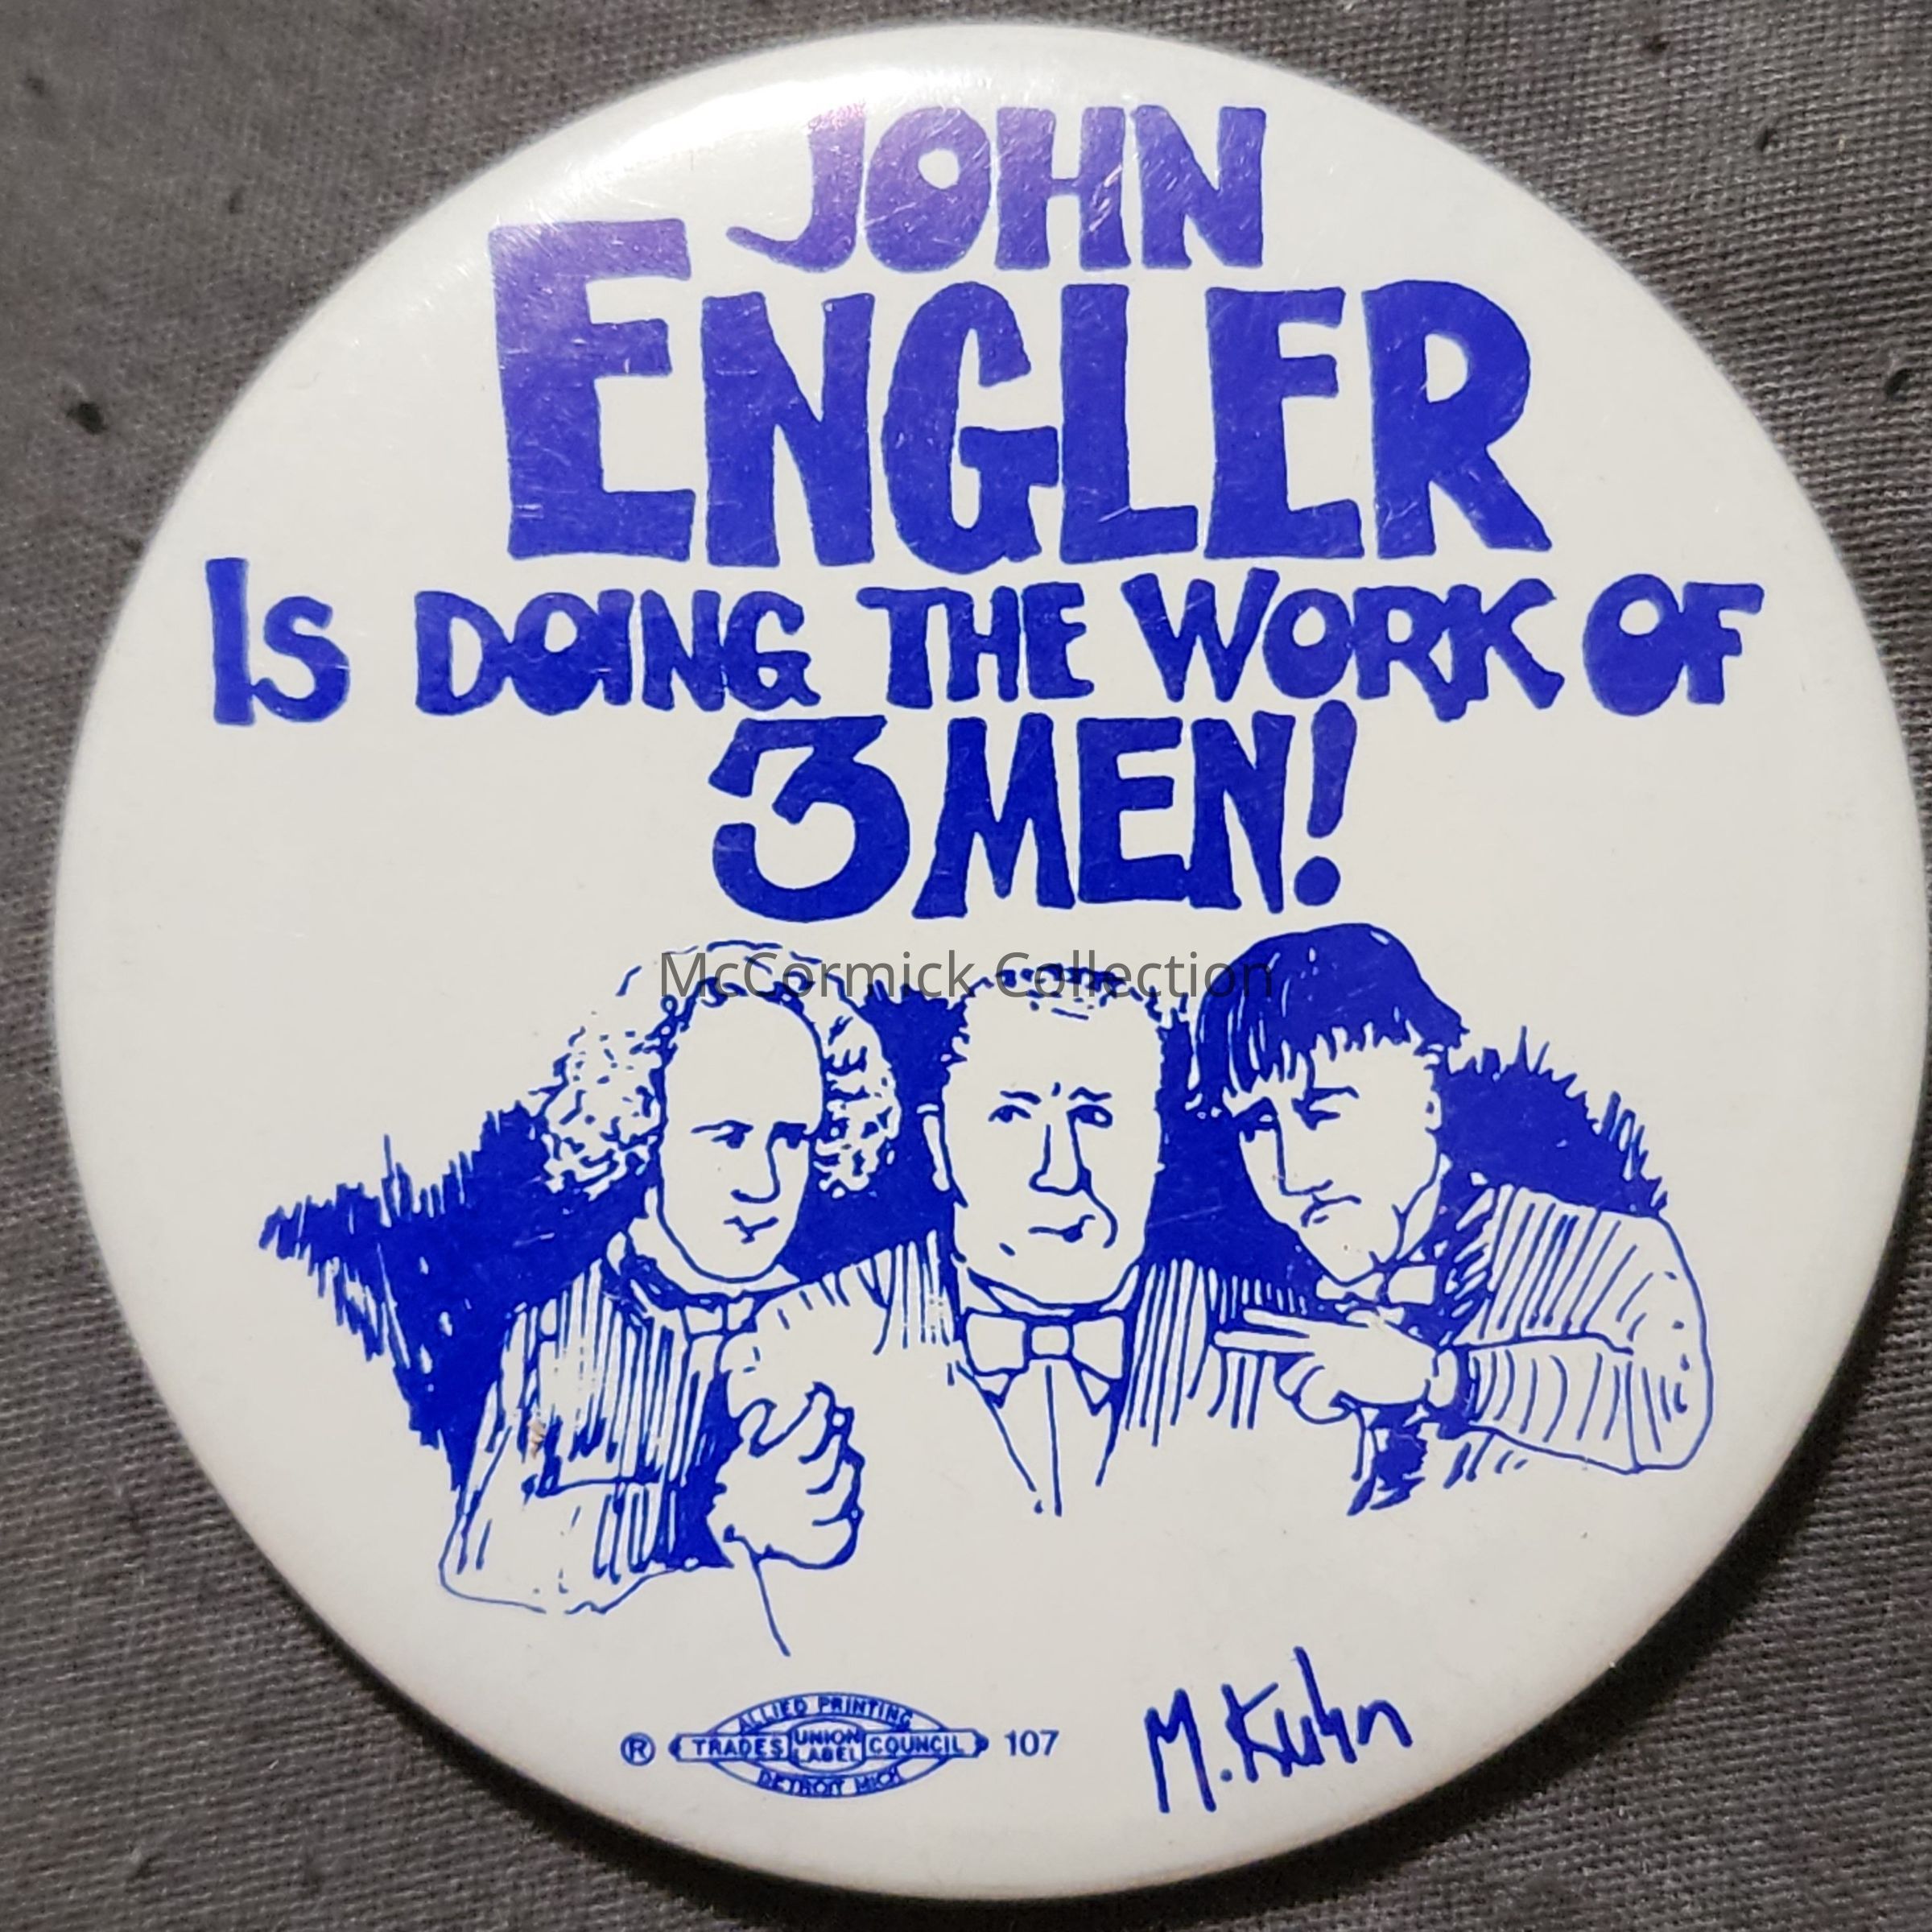 JOHN
ENGLER
IS DOING THE WORK OF
3 MEN!
McCormick Collection
ALLIED PRINTING
® TRADES UNION LABEL COUNCIL 107
DETROIT MICH
M. Kuhn